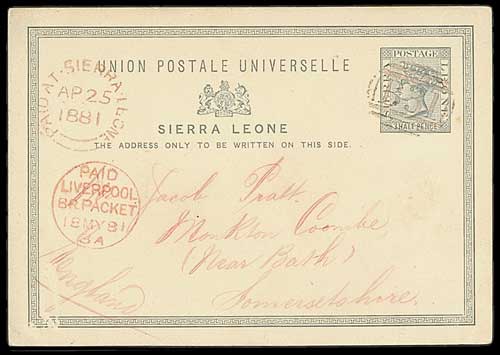 UNION POSTALE UNIVERSELLE
SIERRA LEONE
THE ADDRESS ONLY TO BE WRITTEN ON THIS SIDE.
POSTAGE
SIERRA LEONE
HALF PENCE
PAID AT SIERRA LEONE
AP 25
1881
PAID
LIVERPOOL
BR. PACKET
18 MY 81
Jacob Pratt.
Monkton Coombe
(Near Bath)
Somersetshire.
England